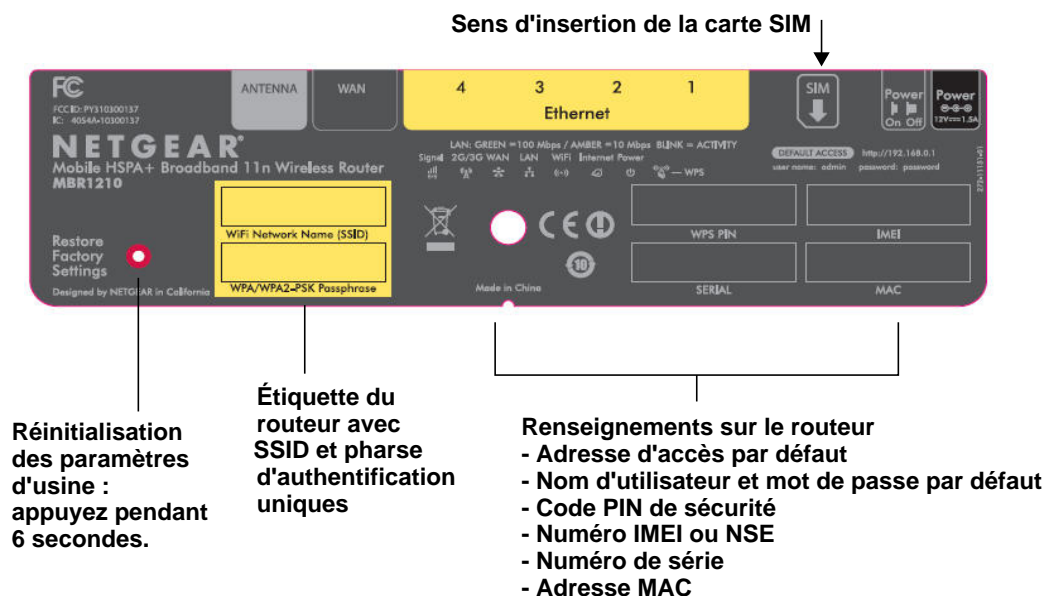 Sens d'insertion de la carte SIM
FC
FCC ID: PY310300137
IC: 4054A-10300137
ANTENNA
WAN
4 3 2 1
Ethernet
SIM
Power
On Off
Power
12V 1.5A
NETGEAR®
Mobile HSPA+ Broadband 11n Wireless Router
MBR1210
LAN: GREEN =100 Mbps / AMBER =10 Mbps BLINK = ACTIVITY
Signal 2G/3G WAN LAN WiFi Internet Power
WPS
DEFAULT ACCESS http://192.168.0.1
user name: admin password: password
272-11151-01
WiFi Network Name (SSID)
WPA/WPA2-PSK Passphrase
Restore
Factory
Settings
Designed by NETGEAR in California
CE
10
Made in China
WPS PIN
IMEI
SERIAL
MAC
Réinitialisation
des paramètres
d'usine :
appuyez pendant
6 secondes.
Étiquette du
routeur avec
SSID et pharse
d'authentification
uniques
Renseignements sur le routeur
- Adresse d'accès par défaut
- Nom d'utilisateur et mot de passe par défaut
- Code PIN de sécurité
- Numéro IMEI ou NSE
- Numéro de série
- Adresse MAC